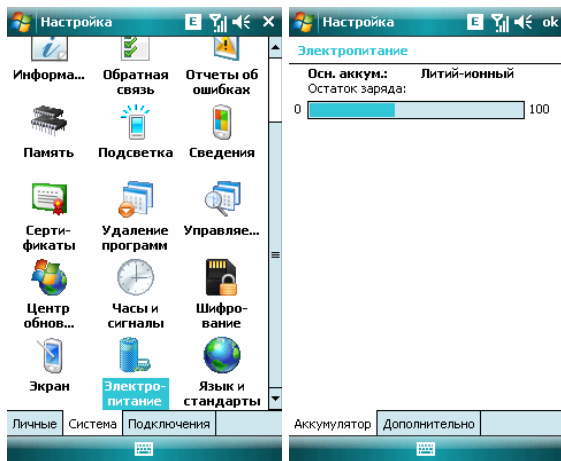 Настройка E
Информа... Обратная Отчеты об
связь ошибках
Память Подсветка Сведения
Серти- Удаление Управляе...
фикаты программ
Центр Часы и Шифро-
обнов... сигналы вание
Экран Электро- Язык и
питание стандарты
Личные Система Подключения
Настройка E ok
Электропитание
Осн. аккум.: Литий-ионный
Остаток заряда:
0 100
Аккумулятор Дополнительно